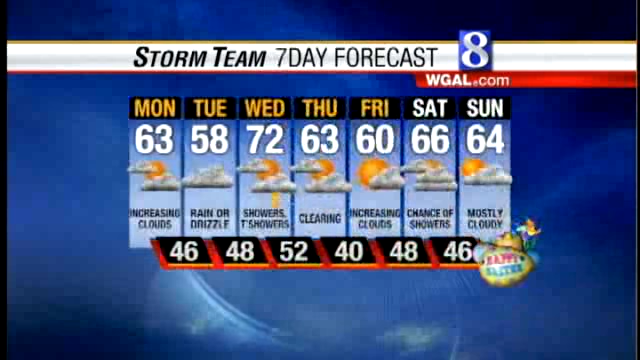 STORM TEAM 7DAY FORECAST 8
WGAL.com
MON TUE WED THU FRI SAT SUN
63 58 72 63 60 66 64
INCREASING CLOUDS
RAIN OR DRIZZLE
SHOWERS, T'SHOWERS
CLEARING
INCREASING CLOUDS
CHANCE OF SHOWERS
MOSTLY CLOUDY
46 48 52 40 48 46
HAPPY
EASTER